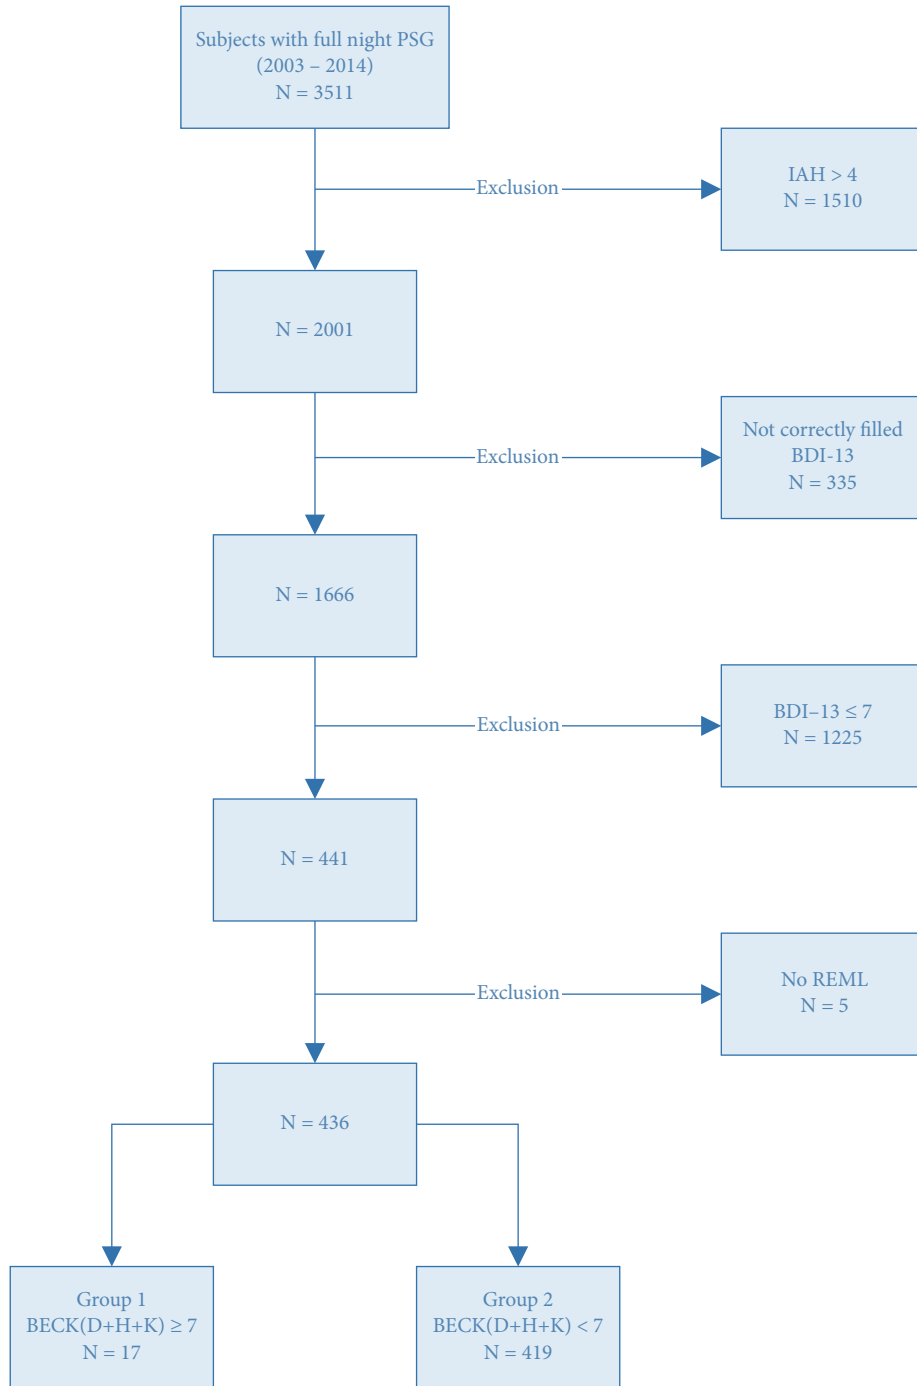 Subjects with full night PSG
(2003 – 2014)
N = 3511
Exclusion
IAH > 4
N = 1510
N = 2001
Exclusion
Not correctly filled
BDI-13
N = 335
N = 1666
Exclusion
BDI–13 ≤ 7
N = 1225
N = 441
Exclusion
No REML
N = 5
N = 436
Group 1
BECK(D+H+K) ≥ 7
N = 17
Group 2
BECK(D+H+K) < 7
N = 419